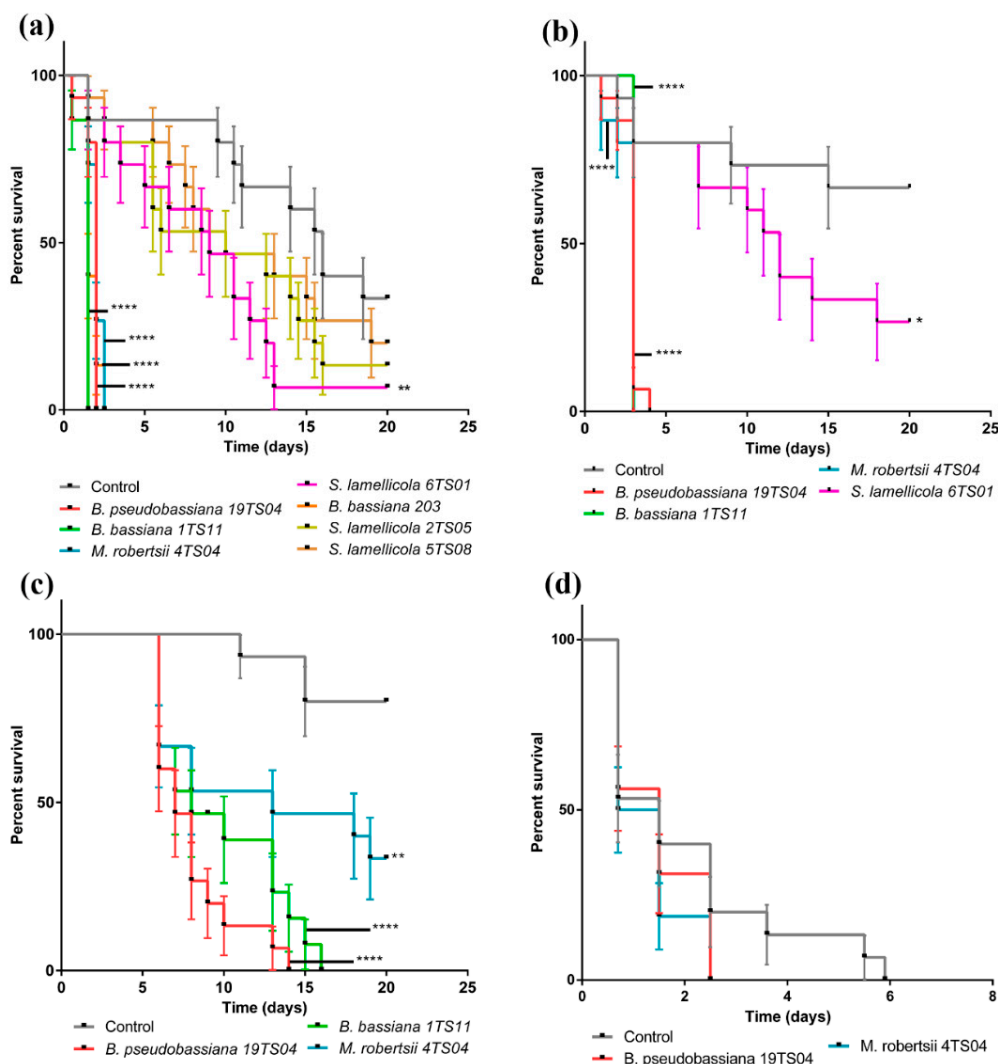 (a)
100
50
0
Percent survival
****
****
****
****
**
0 5 10 15 20 25
Time (days)
Control
B. pseudobassiana 19TS04
B. bassiana 1TS11
M. robertsii 4TS04
S. lamellicola 6TS01
B. bassiana 203
S. lamellicola 2TS05
S. lamellicola 5TS08
(b)
100
50
0
Percent survival
****
****
****
*
0 5 10 15 20 25
Time (days)
Control
B. pseudobassiana 19TS04
B. bassiana 1TS11
M. robertsii 4TS04
S. lamellicola 6TS01
(c)
100
50
0
Percent survival
**
****
****
0 5 10 15 20 25
Time (days)
Control
B. pseudobassiana 19TS04
B. bassiana 1TS11
M. robertsii 4TS04
(d)
100
50
0
Percent survival
0 2 4 6 8
Time (days)
Control
B. pseudobassiana 19TS04
M. robertsii 4TS04